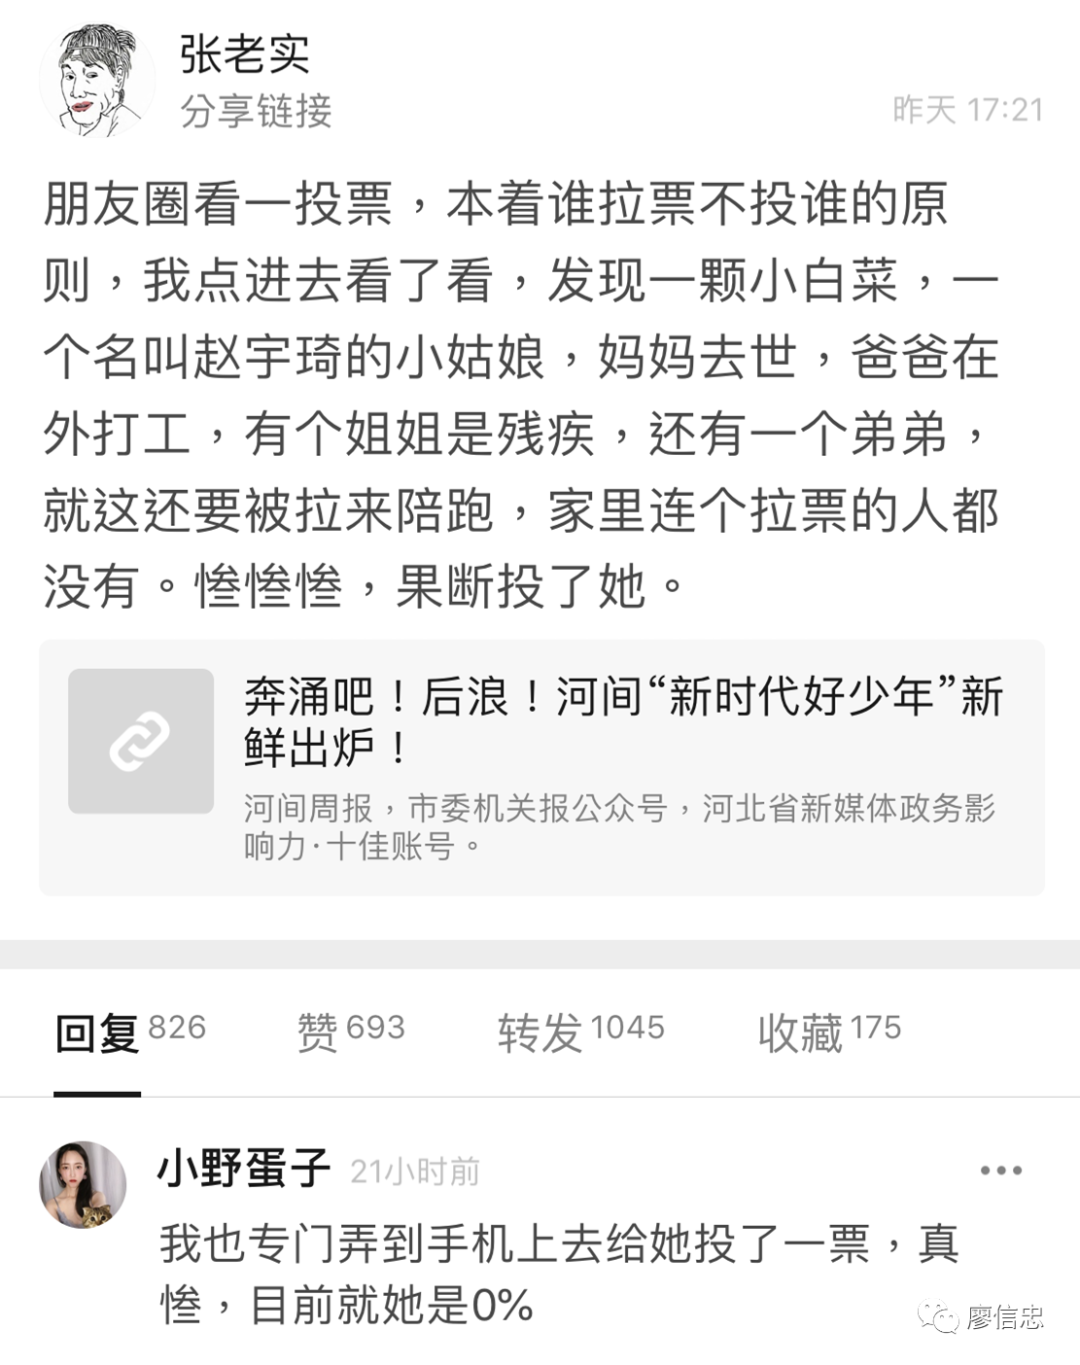 张老实
分享链接
昨天 17:21
朋友圈看一投票，本着谁拉票不投谁的原
则，我点进去看了看，发现一颗小白菜，一
个名叫赵宇琦的小姑娘，妈妈去世，爸爸在
外打工，有个姐姐是残疾，还有一个弟弟，
就这还要被拉来陪跑，家里连个拉票的人都
没有。惨惨惨，果断投了她。
奔涌吧！后浪！河间“新时代好少年”新
鲜出炉！
河间周报，市委机关报公众号，河北省新媒体政务影
响力·十佳账号。
回复 826 赞 693 转发 1045 收藏 175
小野蛋子 21小时前
我也专门弄到手机上去给她投了一票，真
惨，目前就她是0%
廖信忠